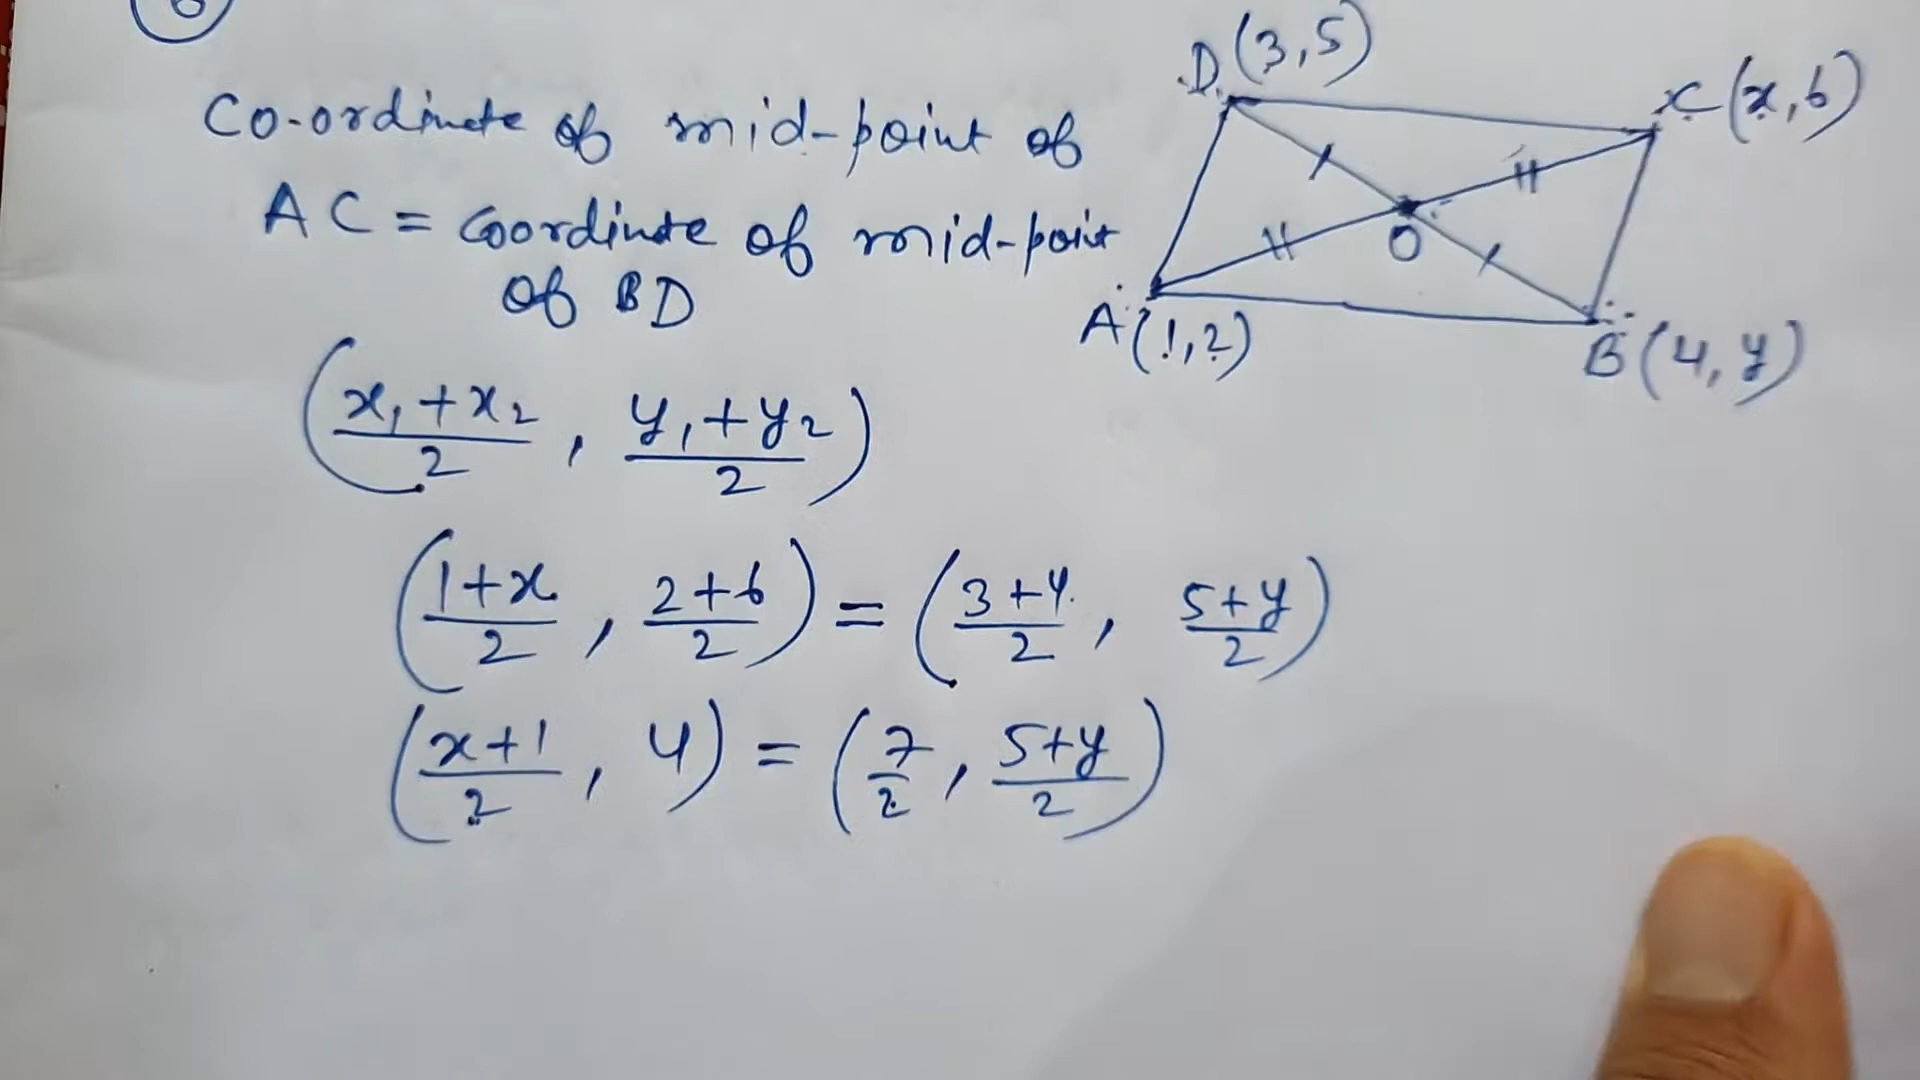 6
Co-ordinate of mid-point of
AC = coordinate of mid-point
of BD
D (3, 5)
C (x, 6)
O
A (1, 2)
B (4, y)
(x₁ + x₂ / 2 , y₁ + y₂ / 2)
(1 + x / 2 , 2 + 6 / 2) = (3 + 4 / 2 , 5 + y / 2)
(x + 1 / 2 , 4) = (7 / 2 , 5 + y / 2)